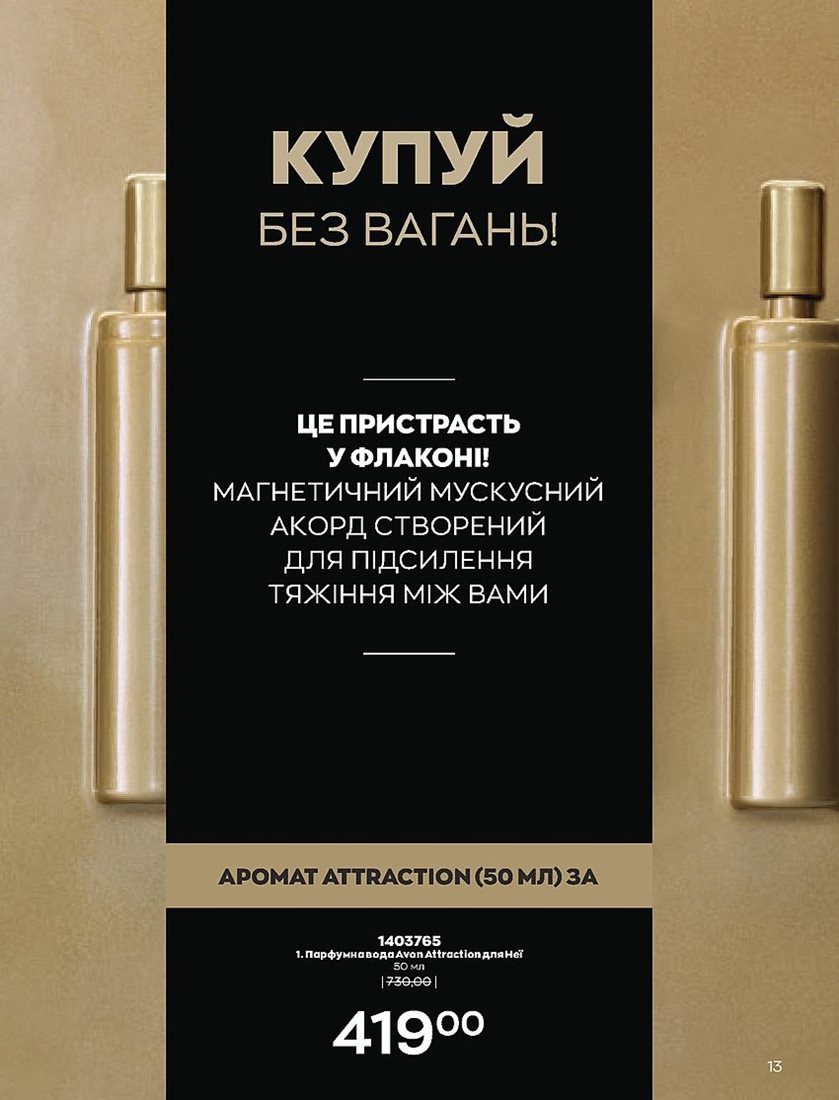 КУПУЙ
БЕЗ ВАГАНЬ!
ЦЕ ПРИСТРАСТЬ
У ФЛАКОНІ!
МАГНЕТИЧНИЙ МУСКУСНИЙ
АКОРД СТВОРЕНИЙ
ДЛЯ ПІДСИЛЕННЯ
ТЯЖІННЯ МІЖ ВАМИ
АРОМАТ ATTRACTION (50 МЛ) ЗА
1403765
1. Парфумна вода Avon Attraction для Неї
50 мл
| 730,00 |
419⁰⁰
13